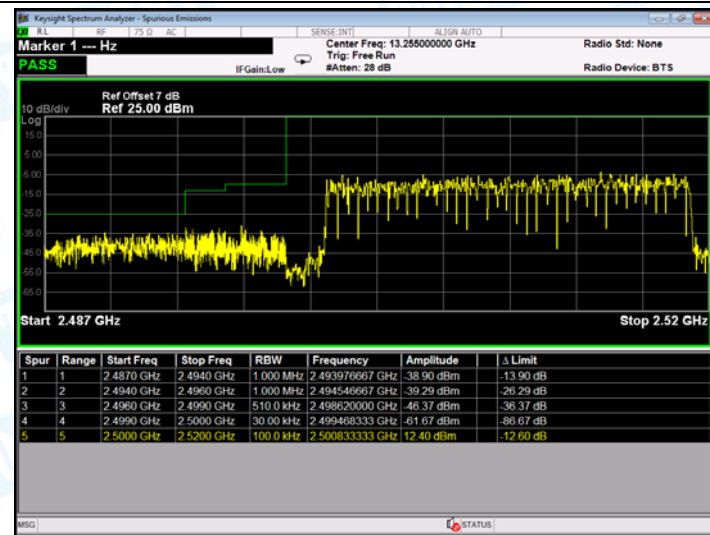 Keysight Spectrum Analyzer - Spurious Emissions
RL RF 75 Ω AC SENSE:INT ALIGN AUTO
Marker 1 --- Hz Center Freq: 13.255000000 GHz Radio Std: None
Trig: Free Run
PASS IFGain:Low #Atten: 28 dB Radio Device: BTS
Ref Offset 7 dB
10 dB/div Ref 25.00 dBm
Log
15.0
5.00
-5.00
-15.0
-25.0
-35.0
-45.0
-55.0
-65.0
Start 2.487 GHz Stop 2.52 GHz
Spur Range Start Freq Stop Freq RBW Frequency Amplitude Δ Limit
1 1 2.4870 GHz 2.4940 GHz 1.000 MHz 2.493976667 GHz -38.90 dBm -13.90 dB
2 2 2.4940 GHz 2.4960 GHz 1.000 MHz 2.494546667 GHz -39.29 dBm -26.29 dB
3 3 2.4960 GHz 2.4990 GHz 510.0 kHz 2.498620000 GHz -46.37 dBm -36.37 dB
4 4 2.4990 GHz 2.5000 GHz 30.00 kHz 2.499468333 GHz -61.67 dBm -86.67 dB
5 5 2.5000 GHz 2.5200 GHz 100.0 kHz 2.500833333 GHz 12.40 dBm -12.60 dB
MSG STATUS